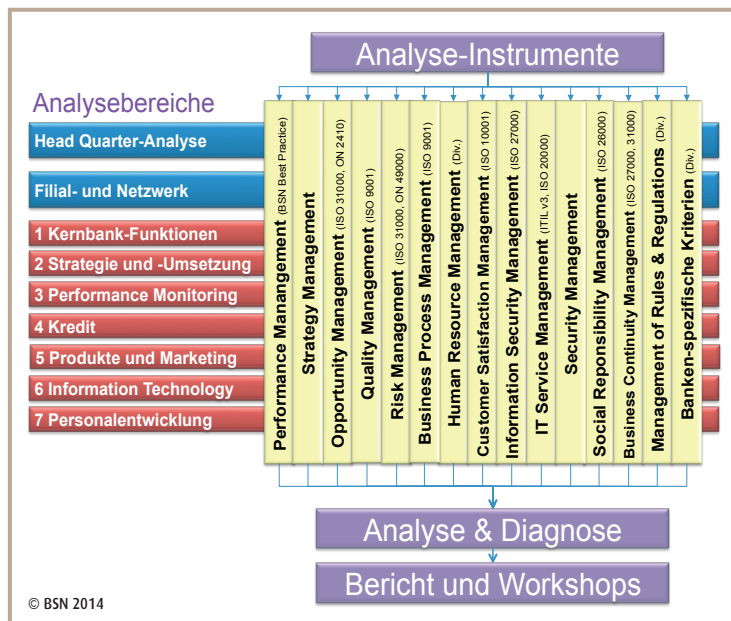 Analyse-Instrumente
Analysebereiche
Head Quarter-Analyse
Filial- und Netzwerk
1 Kernbank-Funktionen
2 Strategie und -Umsetzung
3 Performance Monitoring
4 Kredit
5 Produkte und Marketing
6 Information Technology
7 Personalentwicklung
Performance Manangement (BSN Best Practice)
Strategy Management
Opportunity Management (ISO 31000, ON 2410)
Quality Management (ISO 9001)
Risk Management (ISO 31000, ON 49000)
Business Process Management (ISO 9001)
Human Resource Management (Div.)
Customer Satisfaction Management (ISO 10001)
Information Security Management (ISO 27000)
IT Service Management (ITIL v3, ISO 20000)
Security Management
Social Reponsibility Management (ISO 26000)
Business Continuity Management (ISO 27000, 31000)
Management of Rules & Regulations (Div.)
Banken-spezifische Kriterien (Div.)
Analyse & Diagnose
Bericht und Workshops
© BSN 2014